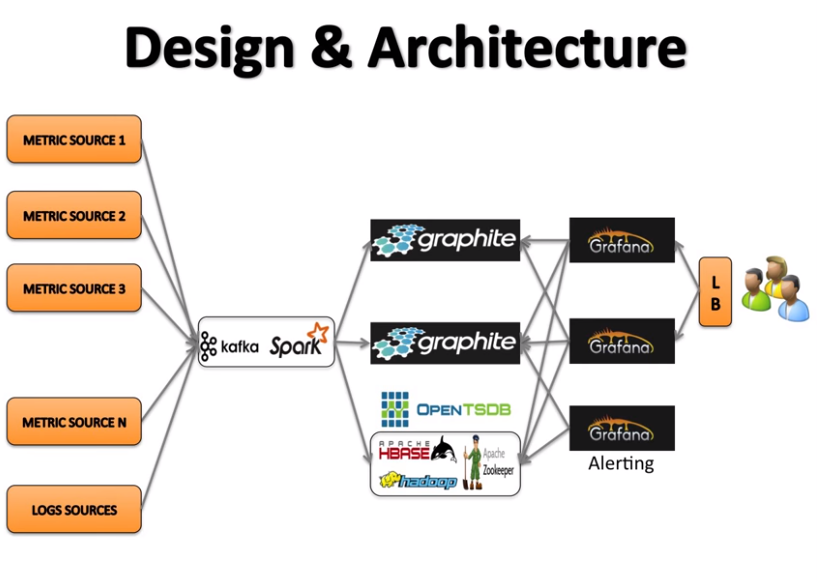 Design & Architecture
METRIC SOURCE 1
METRIC SOURCE 2
METRIC SOURCE 3
METRIC SOURCE N
LOGS SOURCES
kafka Spark
graphite
graphite
OPENTSDB
APACHE
HBASE
Apache
Zookeeper
hadoop
Grafana
Grafana
Grafana
Alerting
L
B